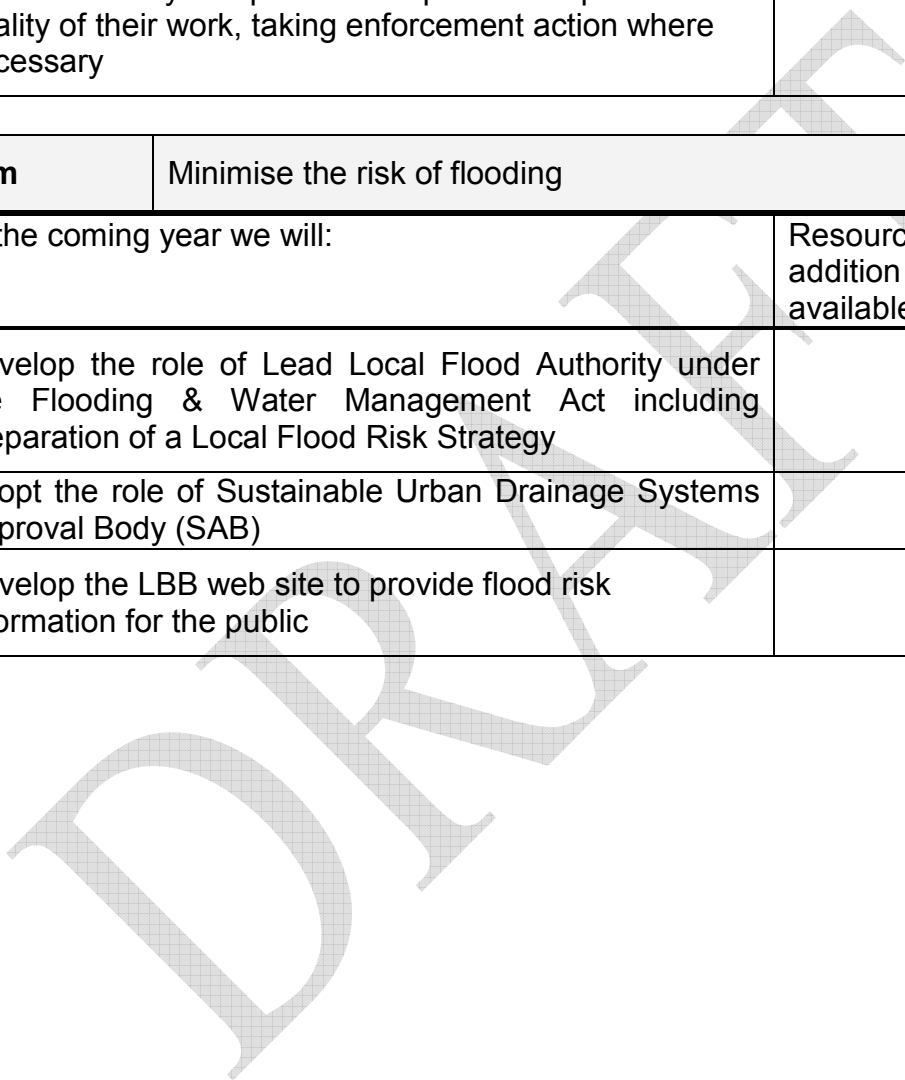 ality of their work, taking enforcement action where
cessary
m Minimise the risk of flooding
the coming year we will:
Resourc
addition
available
velop the role of Lead Local Flood Authority under
e Flooding & Water Management Act including
eparation of a Local Flood Risk Strategy
opt the role of Sustainable Urban Drainage Systems
proval Body (SAB)
velop the LBB web site to provide flood risk
ormation for the public
DRAFT